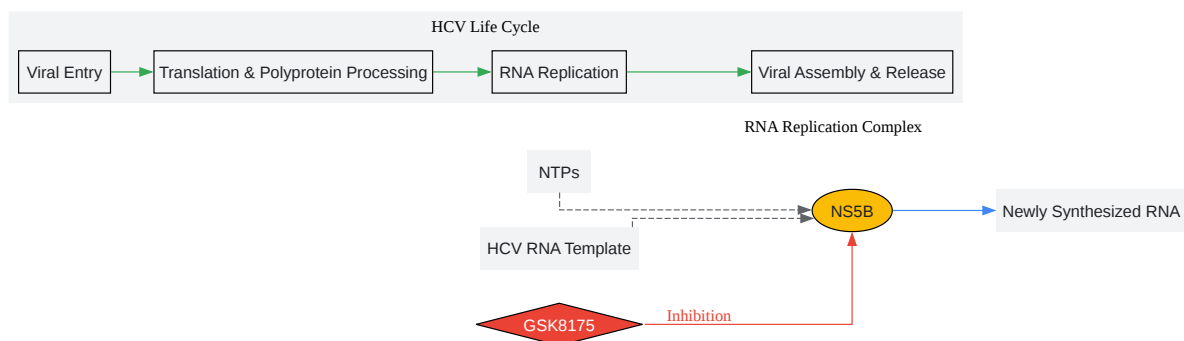 HCV Life Cycle
Viral Entry
Translation & Polyprotein Processing
RNA Replication
Viral Assembly & Release
RNA Replication Complex
NTPs
NS5B
Newly Synthesized RNA
HCV RNA Template
Inhibition
GSK8175